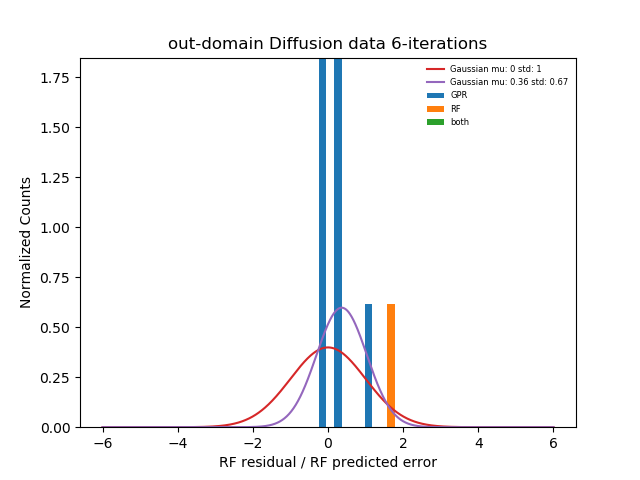 out-domain Diffusion data 6-iterations
Gaussian mu: 0 std: 1
Gaussian mu: 0.36 std: 0.67
GPR
RF
both
Normalized Counts
1.75
1.50
1.25
1.00
0.75
0.50
0.25
0.00
−6 −4 −2 0 2 4 6
RF residual / RF predicted error